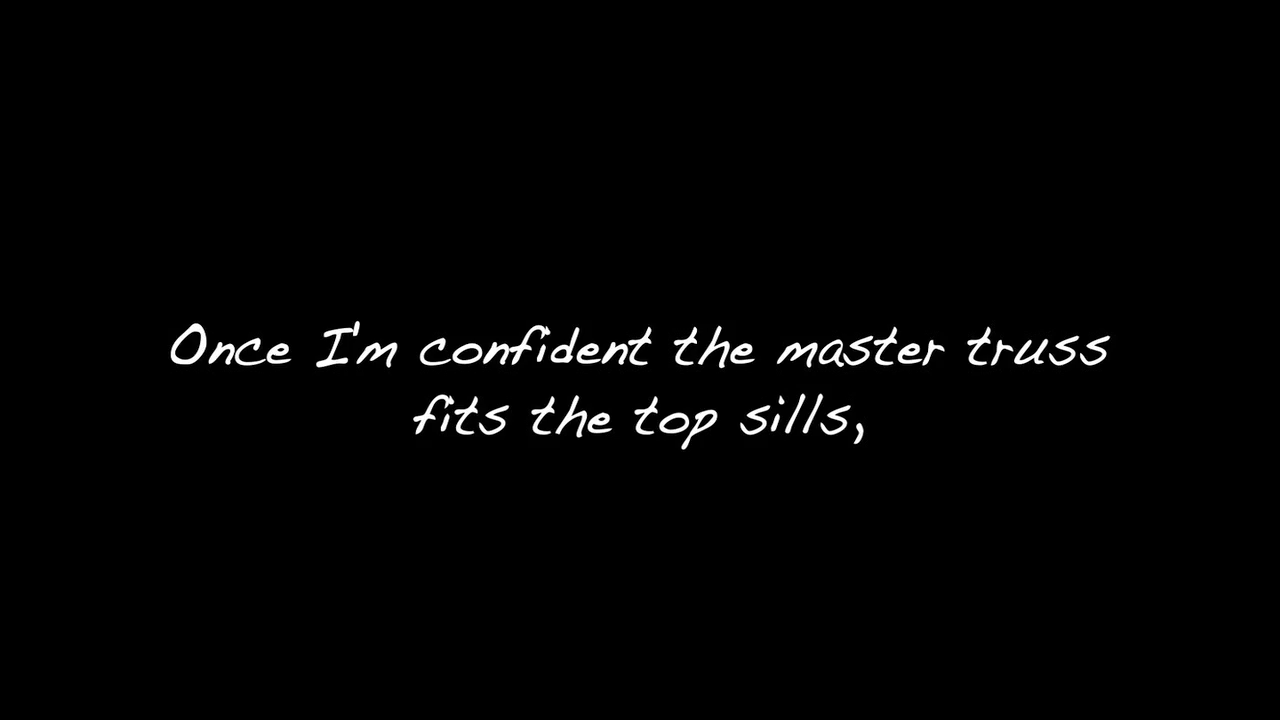 Once I'm confident the master truss
fits the top sills,